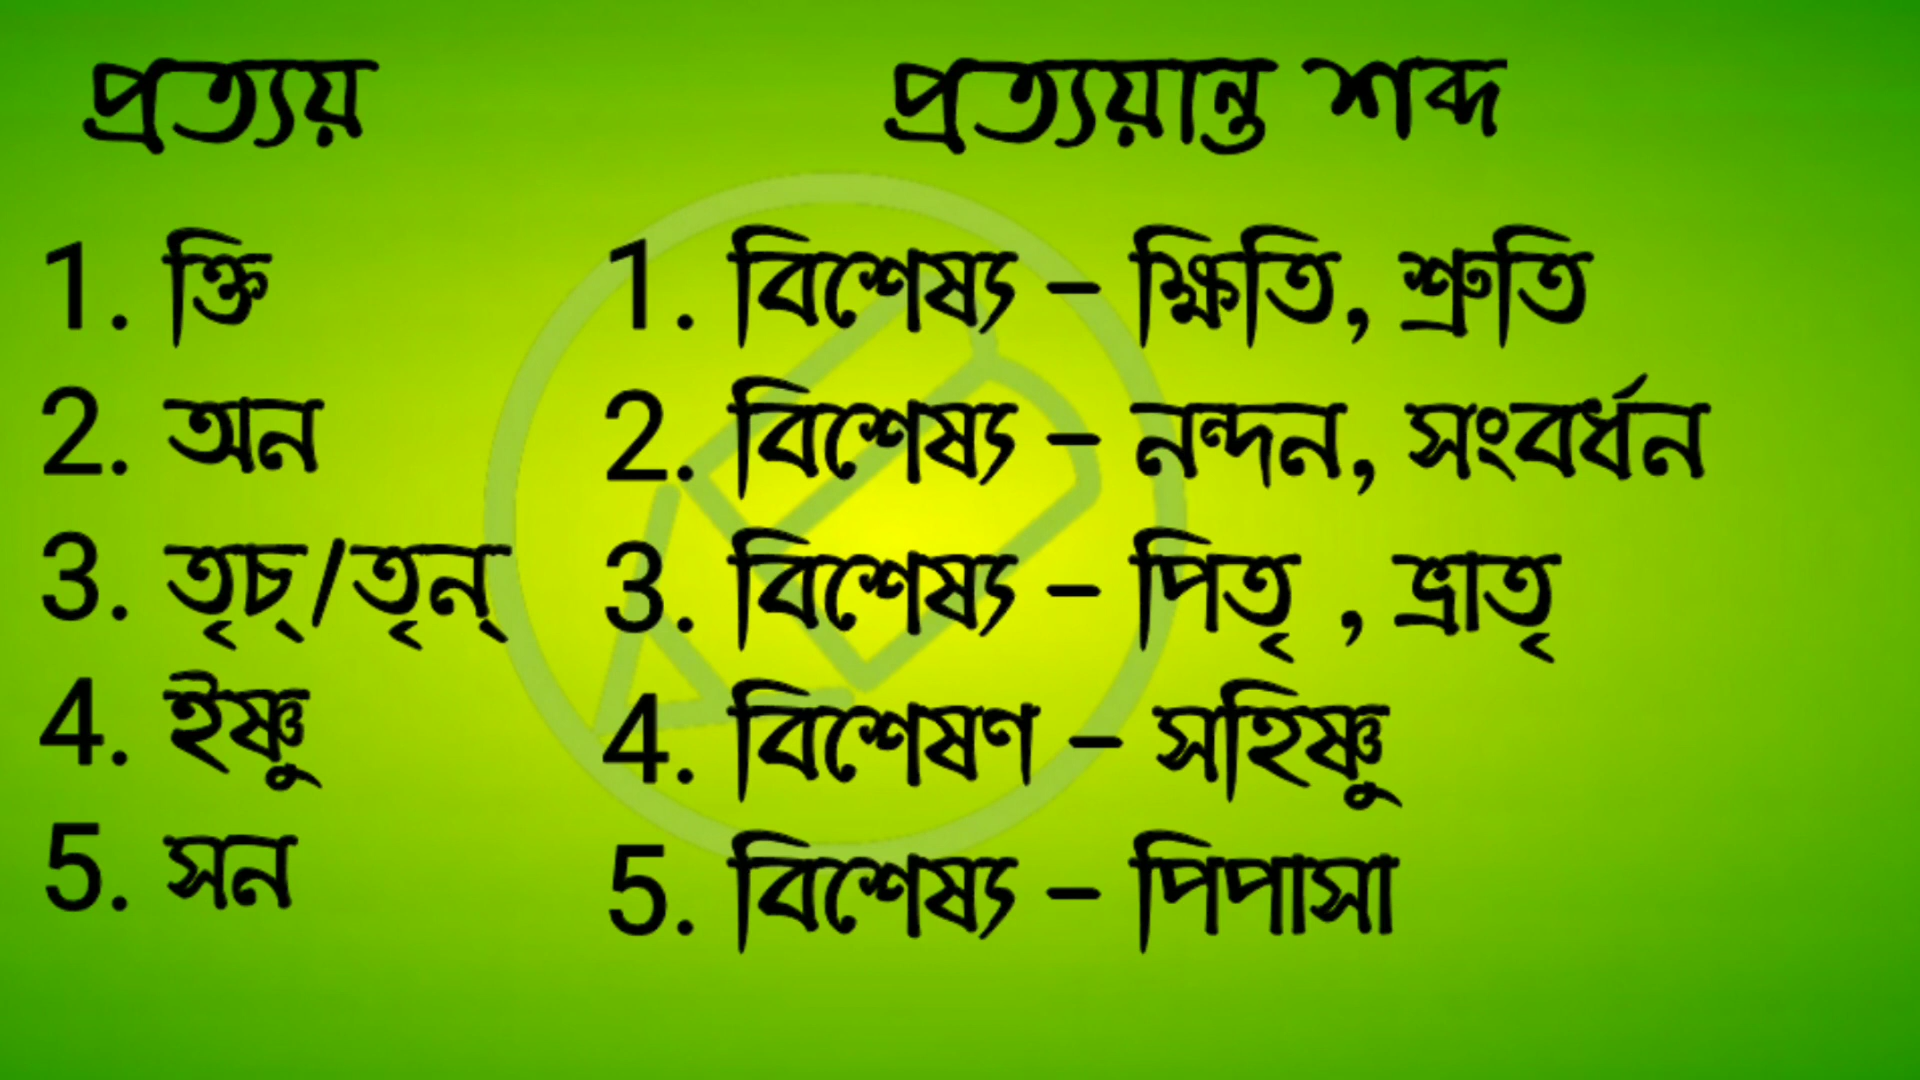 প্রত্যয় প্রত্যয়ান্ত শব্দ
1. ক্তি 1. বিশেষ্য – ক্ষিতি, শ্রুতি
2. অন 2. বিশেষ্য – নন্দন, সংবর্ধন
3. তৃচ্/তৃন্ 3. বিশেষ্য – পিতৃ , ভ্রাতৃ
4. ইষ্ণু 4. বিশেষণ – সহিষ্ণু
5. সন 5. বিশেষ্য – পিপাসা